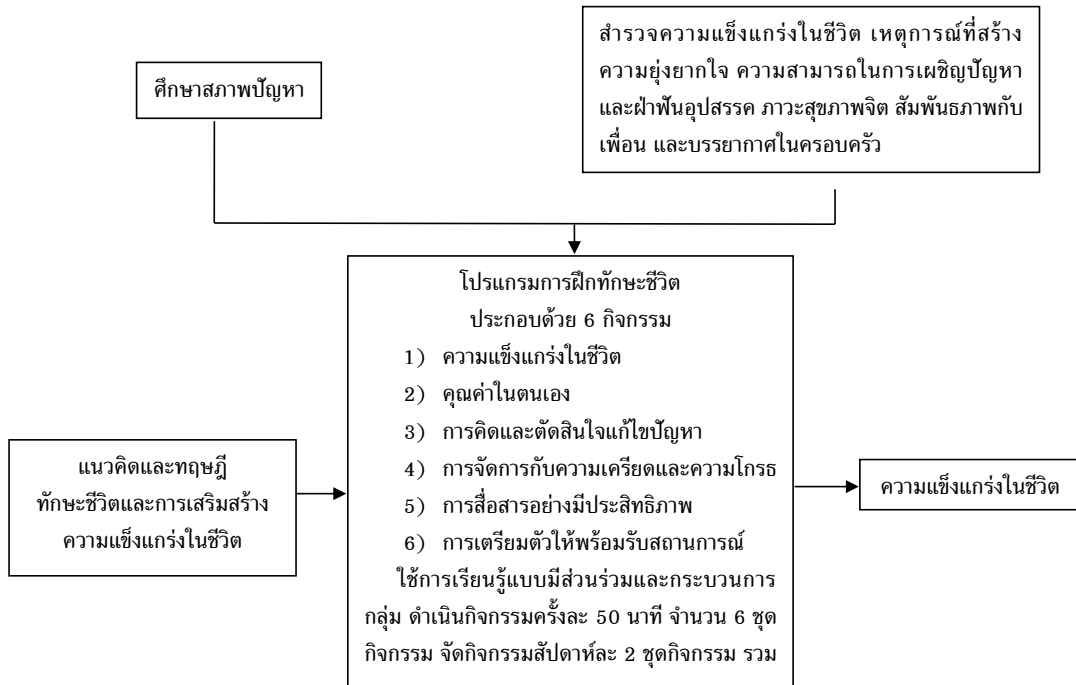 ศึกษาสภาพปัญหา
สำรวจความแข็งแกร่งในชีวิต เหตุการณ์ที่สร้าง
ความยุ่งยากใจ ความสามารถในการเผชิญปัญหา
และฝ่าฟันอุปสรรค ภาวะสุขภาพจิต สัมพันธภาพกับ
เพื่อน และบรรยากาศในครอบครัว
โปรแกรมการฝึกทักษะชีวิต
ประกอบด้วย 6 กิจกรรม
1) ความแข็งแกร่งในชีวิต
2) คุณค่าในตนเอง
3) การคิดและตัดสินใจแก้ไขปัญหา
4) การจัดการกับความเครียดและความโกรธ
5) การสื่อสารอย่างมีประสิทธิภาพ
6) การเตรียมตัวให้พร้อมรับสถานการณ์
ใช้การเรียนรู้แบบมีส่วนร่วมและกระบวนการ
กลุ่ม ดำเนินกิจกรรมครั้งละ 50 นาที จำนวน 6 ชุด
กิจกรรม จัดกิจกรรมสัปดาห์ละ 2 ชุดกิจกรรม รวม
แนวคิดและทฤษฎี
ทักษะชีวิตและการเสริมสร้าง
ความแข็งแกร่งในชีวิต
ความแข็งแกร่งในชีวิต